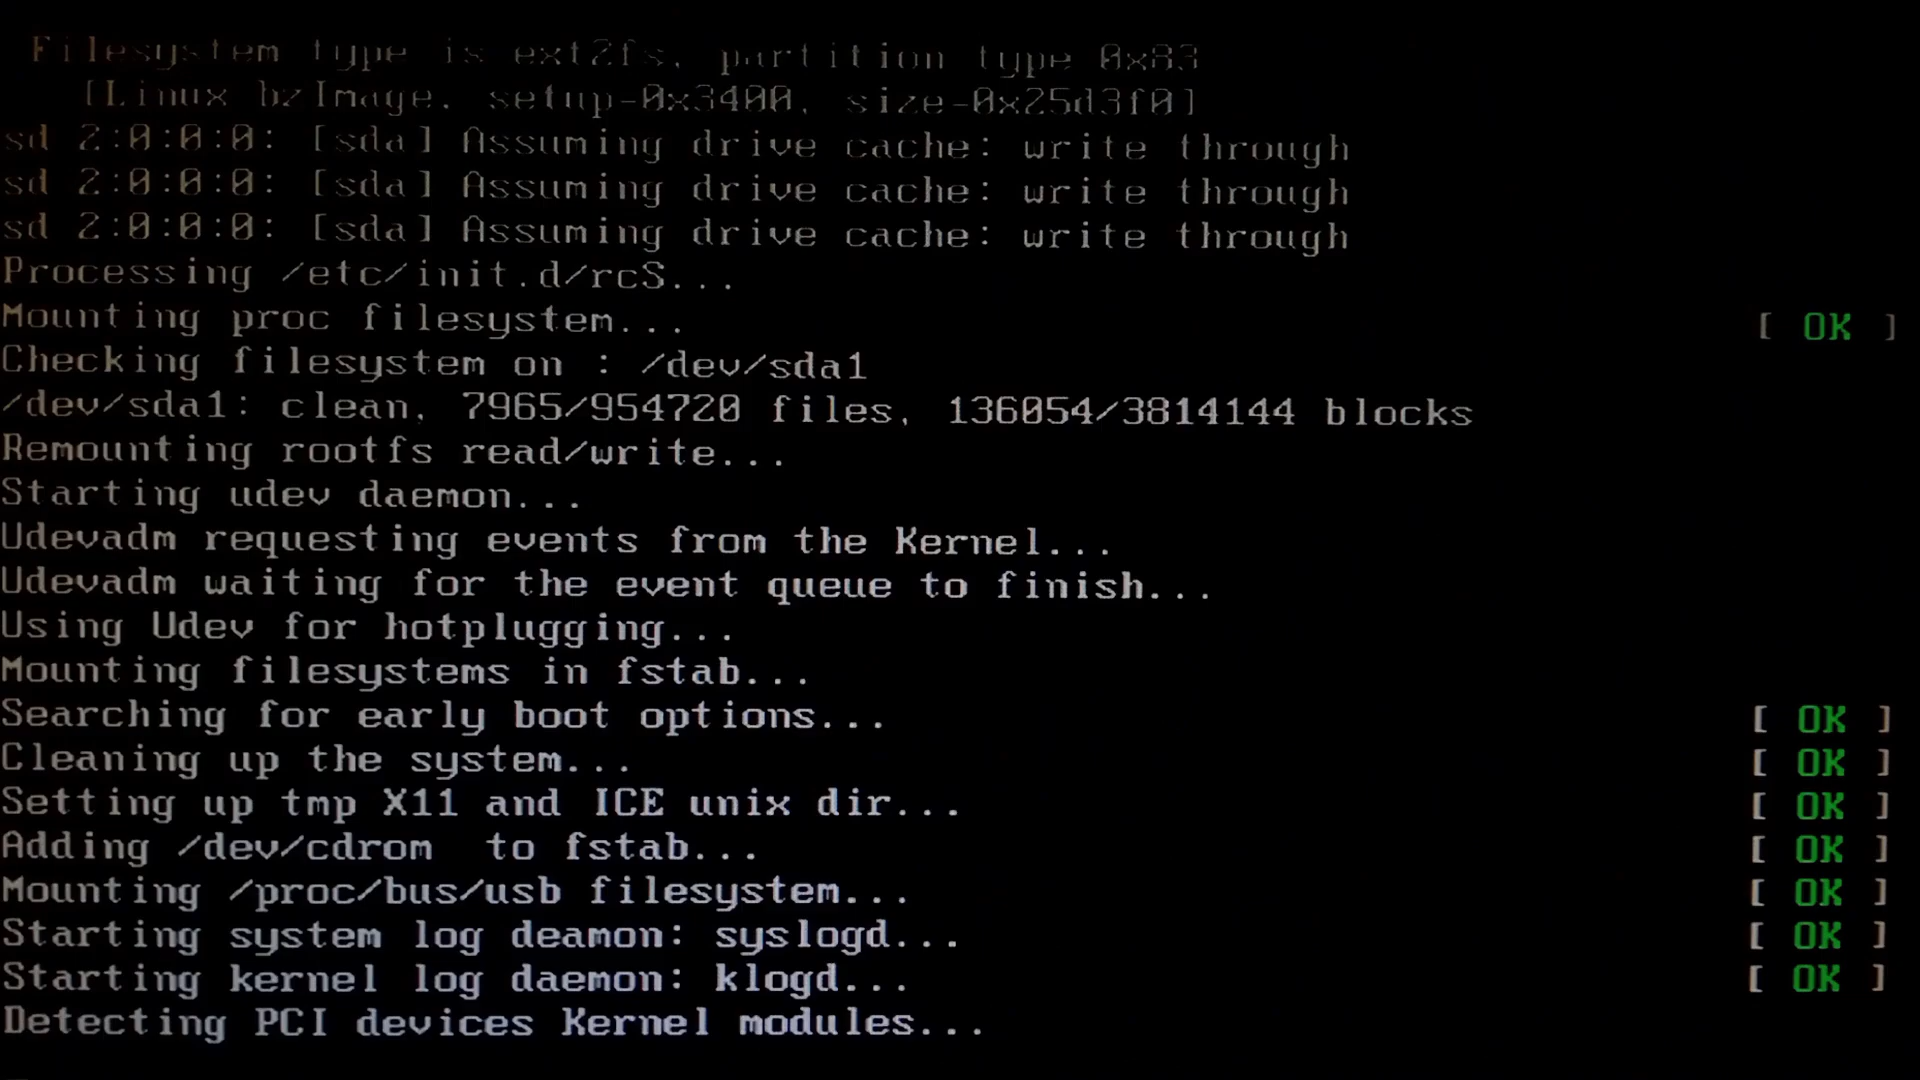 Filesystem type is ext2fs, partition type 0x83
[Linux bzImage, setup=0x3400, size=0x25d3f0]
sd 2:0:0:0: [sda] Assuming drive cache: write through
sd 2:0:0:0: [sda] Assuming drive cache: write through
sd 2:0:0:0: [sda] Assuming drive cache: write through
Processing /etc/init.d/rcS...
Mounting proc filesystem... [ OK ]
Checking filesystem on : /dev/sda1
/dev/sda1: clean, 7965/954720 files, 136054/3814144 blocks
Remounting rootfs read/write...
Starting udev daemon...
Udevadm requesting events from the Kernel...
Udevadm waiting for the event queue to finish...
Using Udev for hotplugging...
Mounting filesystems in fstab...
Searching for early boot options... [ OK ]
Cleaning up the system... [ OK ]
Setting up tmp X11 and ICE unix dir... [ OK ]
Adding /dev/cdrom  to fstab... [ OK ]
Mounting /proc/bus/usb filesystem... [ OK ]
Starting system log deamon: syslogd... [ OK ]
Starting kernel log daemon: klogd... [ OK ]
Detecting PCI devices Kernel modules...